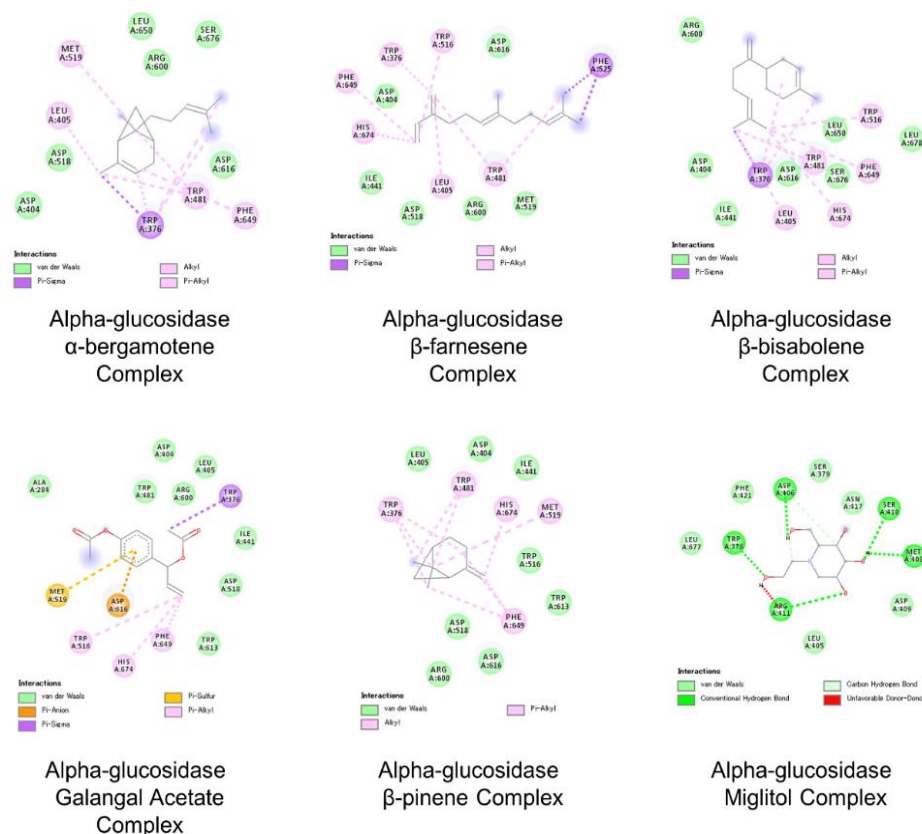 LEU
A:650
SER
A:676
MET
A:519
ARG
A:600
LEU
A:405
ASP
A:518
ASP
A:616
ASP
A:404
TRP
A:481
PHE
A:649
TRP
A:376
Interactions
van der Waals
Pi-Sigma
Alkyl
Pi-Alkyl
Alpha-glucosidase
α-bergamotene
Complex
TRP
A:516
TRP
A:376
ASP
A:616
PHE
A:525
PHE
A:649
ASP
A:404
HIS
A:674
ILE
A:441
LEU
A:405
TRP
A:481
ASP
A:518
ARG
A:600
MET
A:519
Interactions
van der Waals
Pi-Sigma
Alkyl
Pi-Alkyl
Alpha-glucosidase
β-farnesene
Complex
ARG
A:600
TRP
A:516
LEU
A:650
LEU
A:678
ASP
A:404
TRP
A:376
ASP
A:616
TRP
A:481
SER
A:676
PHE
A:649
ILE
A:441
LEU
A:405
HIS
A:674
Interactions
van der Waals
Pi-Sigma
Alkyl
Pi-Alkyl
Alpha-glucosidase
β-bisabolene
Complex
ASP
A:404
LEU
A:405
ALA
A:284
TRP
A:481
ARG
A:600
TRP
A:376
ILE
A:441
ASP
A:518
MET
A:519
ASP
A:616
TRP
A:516
PHE
A:649
TRP
A:613
HIS
A:674
Interactions
van der Waals
Pi-Anion
Pi-Sigma
Pi-Sulfur
Pi-Alkyl
Alpha-glucosidase
Galangal Acetate
Complex
LEU
A:405
ASP
A:404
ILE
A:441
TRP
A:481
TRP
A:376
HIS
A:674
MET
A:519
TRP
A:516
TRP
A:613
PHE
A:649
ASP
A:518
ASP
A:616
ARG
A:600
Interactions
van der Waals
Alkyl
Pi-Alkyl
Alpha-glucosidase
β-pinene Complex
SER
A:379
ASP
A:406
PHE
A:421
ASN
A:417
SER
A:410
LEU
A:677
TRP
A:378
MET
A:408
H
O
H
H
ARG
A:411
ASP
A:409
LEU
A:405
Interactions
van der Waals
Conventional Hydrogen Bond
Carbon Hydrogen Bond
Unfavorable Donor-Donor
Alpha-glucosidase
Miglitol Complex